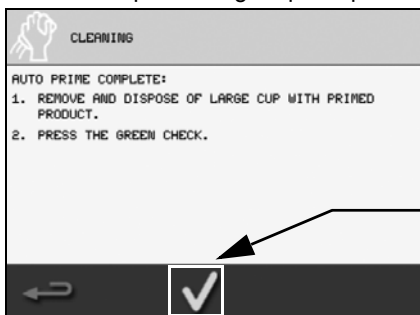 CLEANING
AUTO PRIME COMPLETE:
1. REMOVE AND DISPOSE OF LARGE CUP WITH PRIMED
PRODUCT.
2. PRESS THE GREEN CHECK.